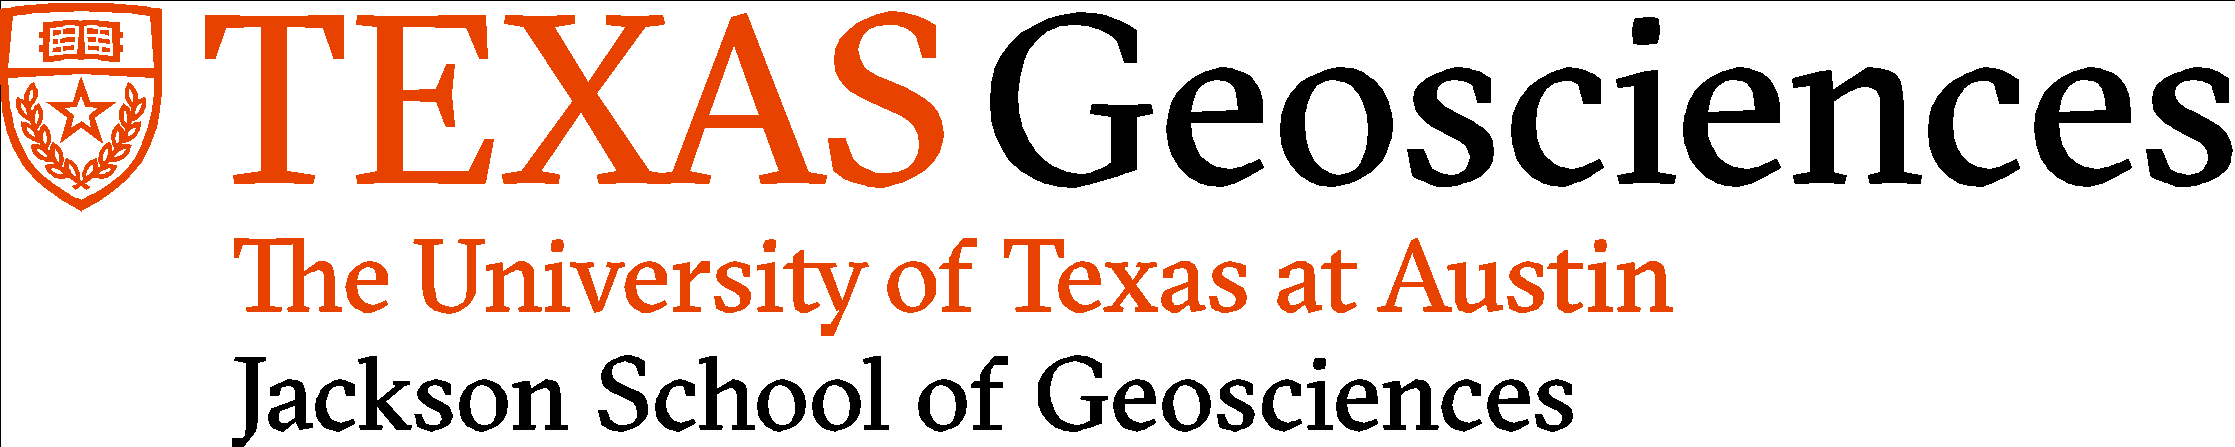 TEXAS Geosciences
The University of Texas at Austin
Jackson School of Geosciences